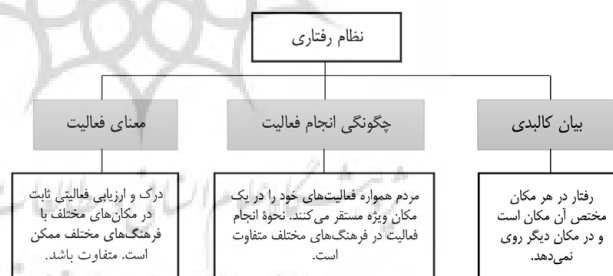 نظام رفتاری
بیان کالبدی
چگونگی انجام فعالیت
معنای فعالیت
رفتار در هر مکان
مختص آن مکان است
و در مکان دیگر روی
نمی‌دهد.
مردم همواره فعالیت‌های خود را در یک
مکان ویژه مستقر می‌کنند. نحوۀ انجام
فعالیت در فرهنگ‌های مختلف متفاوت
است.
درک و ارزیابی فعالیتی ثابت
در مکان‌های مختلف با
فرهنگ‌های مختلف ممکن
است. متفاوت باشد.